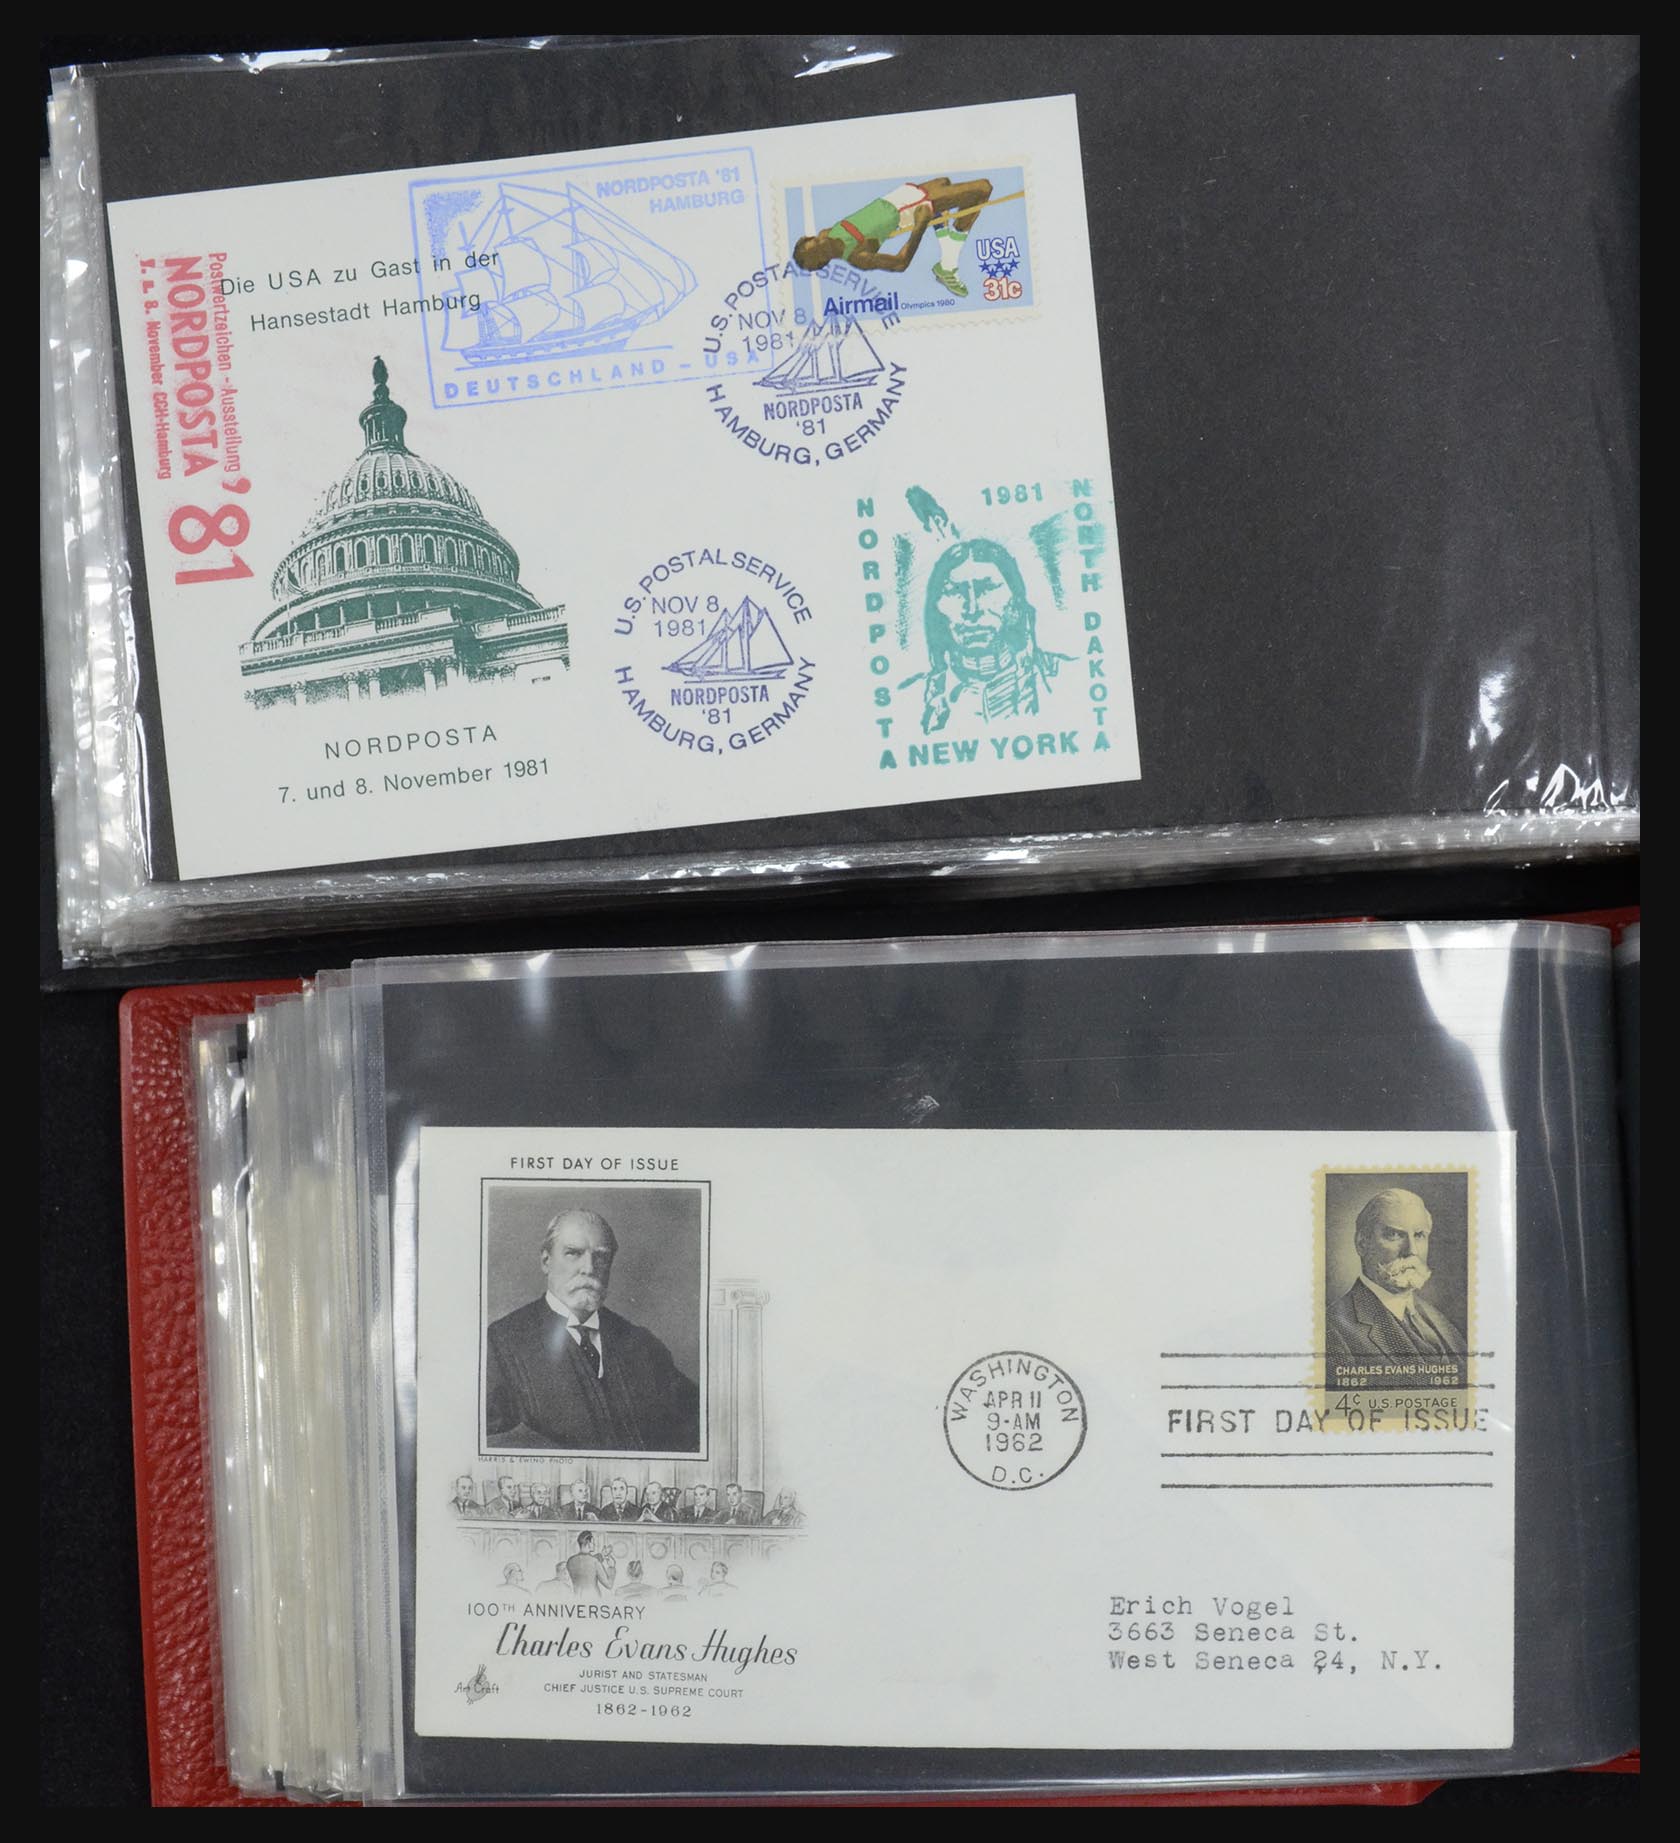 NORDPOSTA '81
HAMBURG
DEUTSCHLAND - USA
Die USA zu Gast in der
Hansestadt Hamburg
Postwertzeichen-Ausstellung
NORDPOSTA '81
7. u. 8. November CCH-Hamburg
USA
31c
Airmail Olympics 1980
U.S. POSTAL SERVICE
NOV 8
1981
NORDPOSTA
'81
HAMBURG, GERMANY
U.S. POSTAL SERVICE
NOV 8
1981
NORDPOSTA
'81
HAMBURG, GERMANY
1981
NORDPOSTA
NORTH DAKOTA
NEW YORK
NORDPOSTA
7. und 8. November 1981
FIRST DAY OF ISSUE
HARRIS & EWING PHOTO
100TH ANNIVERSARY
Charles Evans Hughes
JURIST AND STATESMAN
CHIEF JUSTICE U.S. SUPREME COURT
1862-1962
Art Craft
WASHINGTON
APR 11
9-AM
1962
D.C.
CHARLES EVANS HUGHES
1862 1962
4c U.S. POSTAGE
FIRST DAY OF ISSUE
Erich Vogel
3663 Seneca St.
West Seneca 24, N.Y.